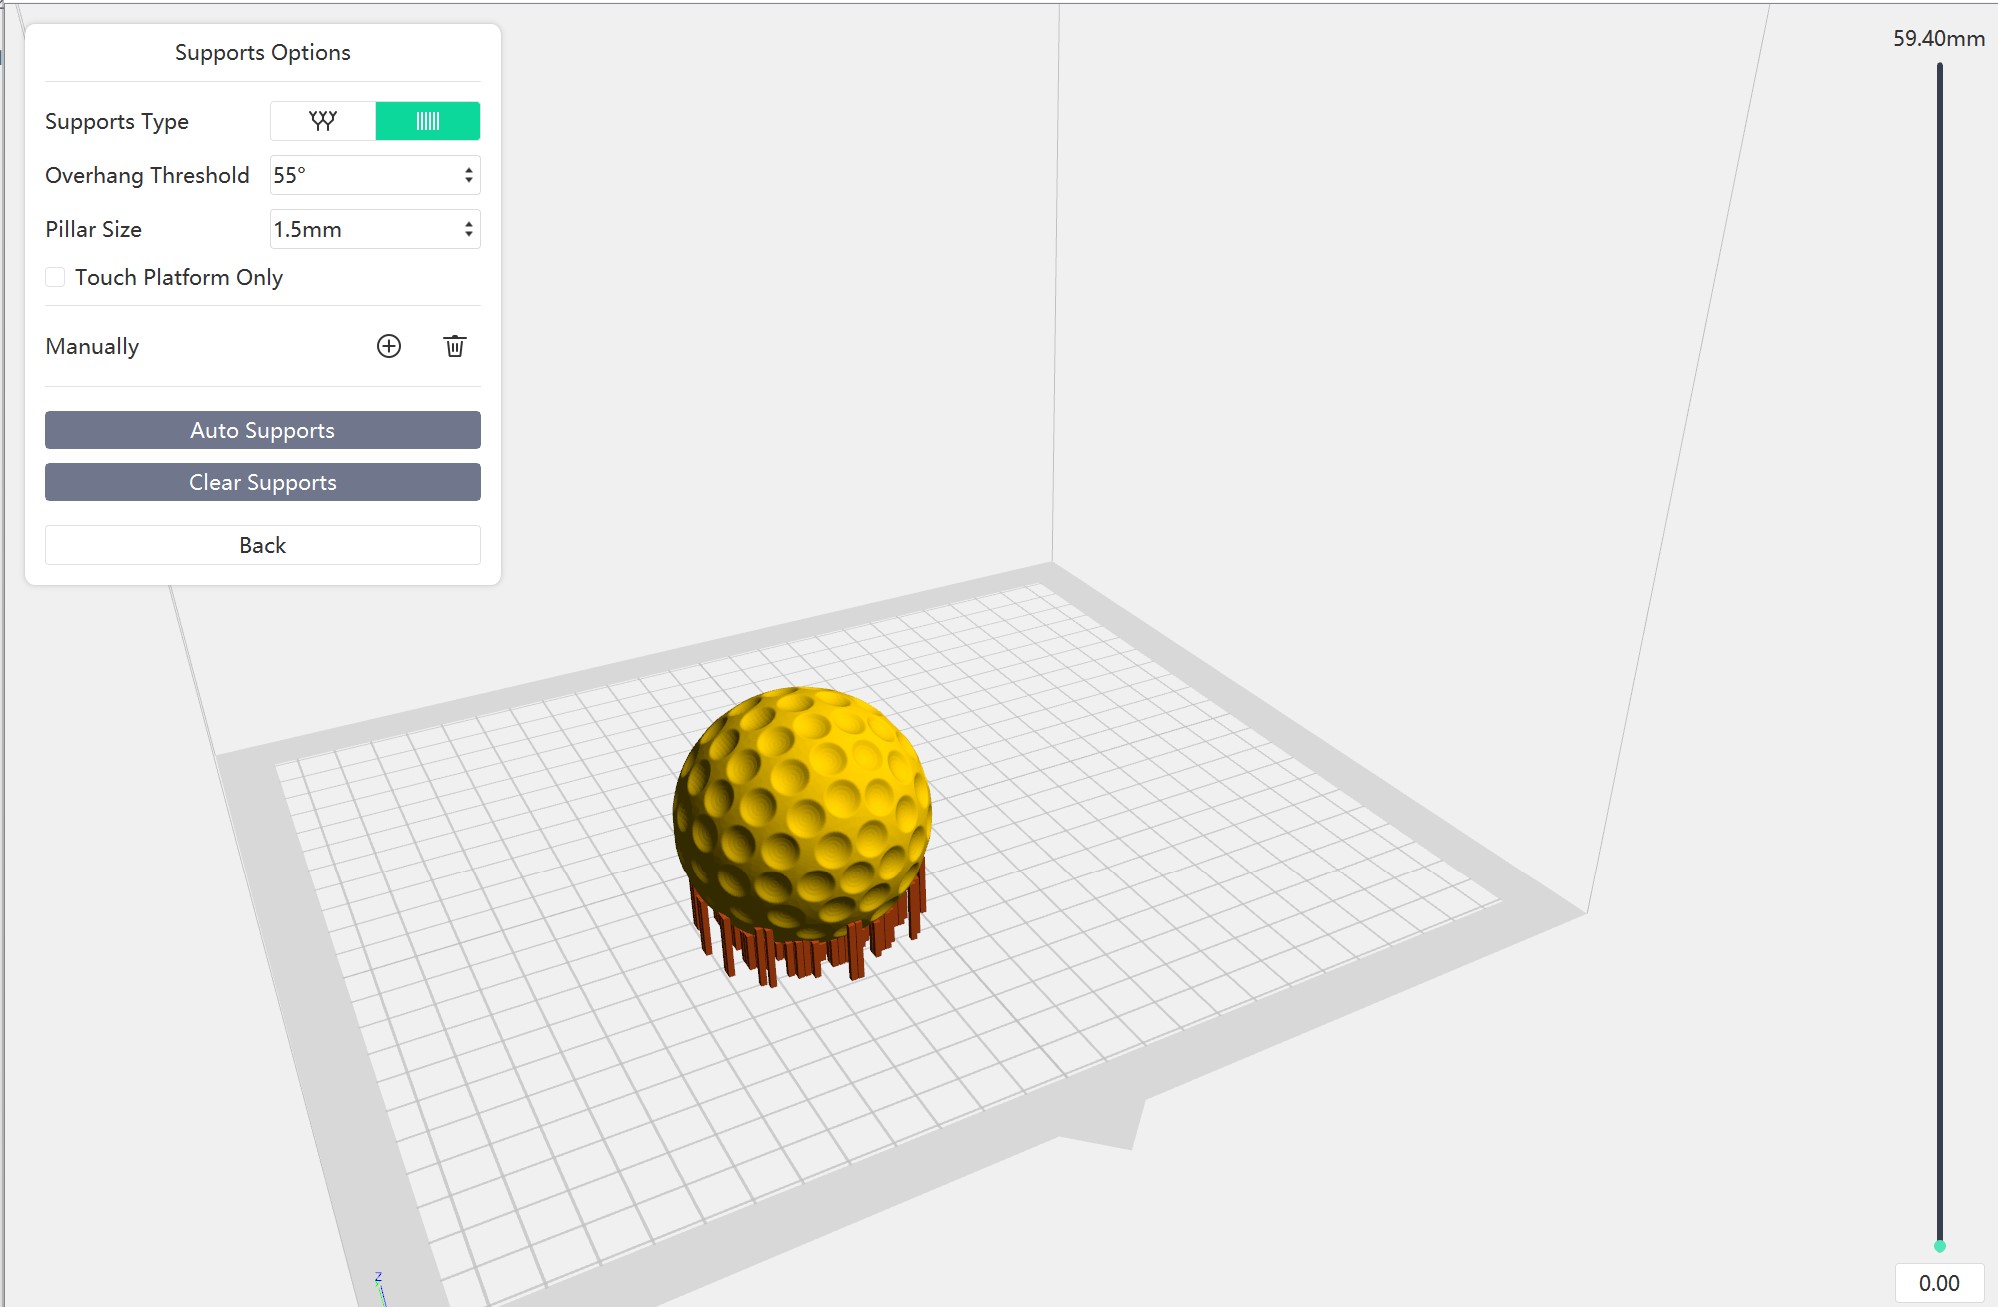 Supports Options
59.40mm
Supports Type
Overhang Threshold 55°
Pillar Size 1.5mm
Touch Platform Only
Manually
Auto Supports
Clear Supports
Back
Z
0.00